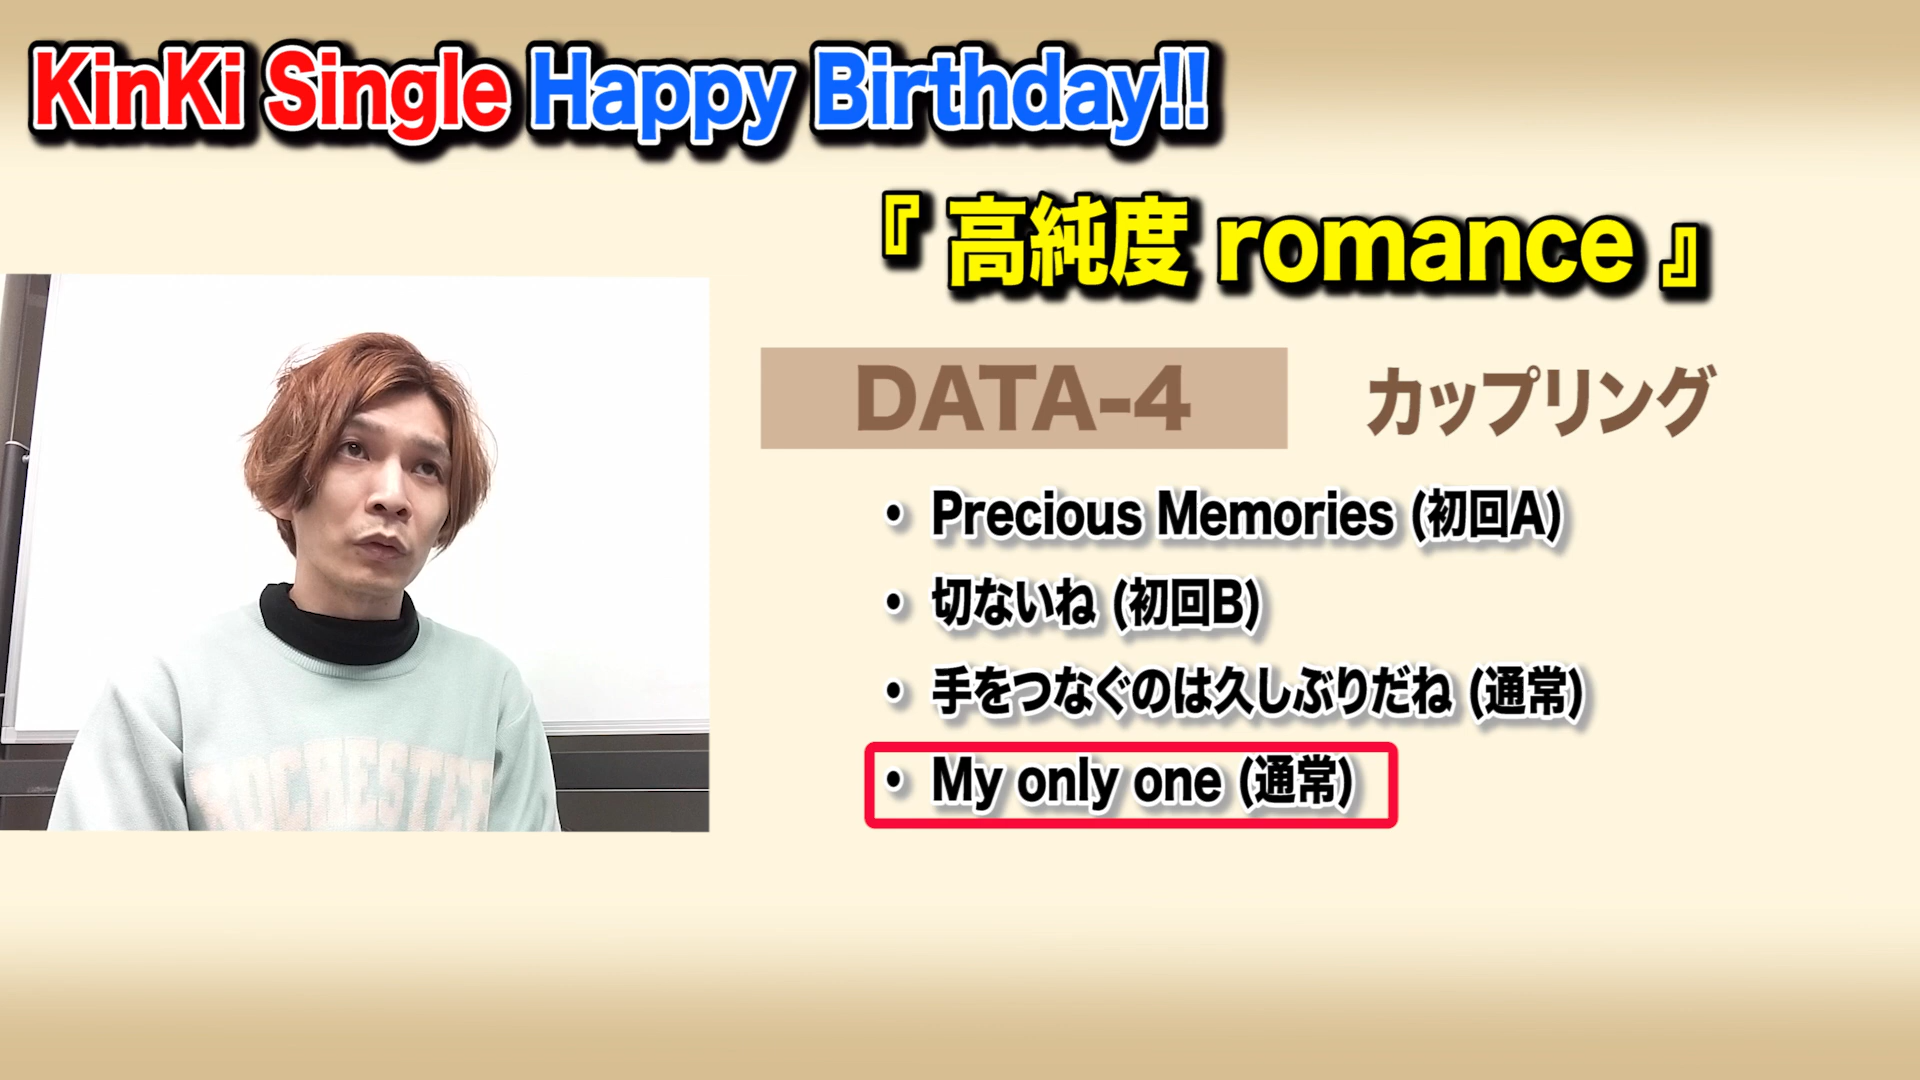 KinKi Single Happy Birthday!!
『 高純度 romance 』
DATA-4 カップリング
・ Precious Memories (初回A)
・ 切ないね (初回B)
・ 手をつなぐのは久しぶりだね (通常)
・ My only one (通常)
ROCHESTER